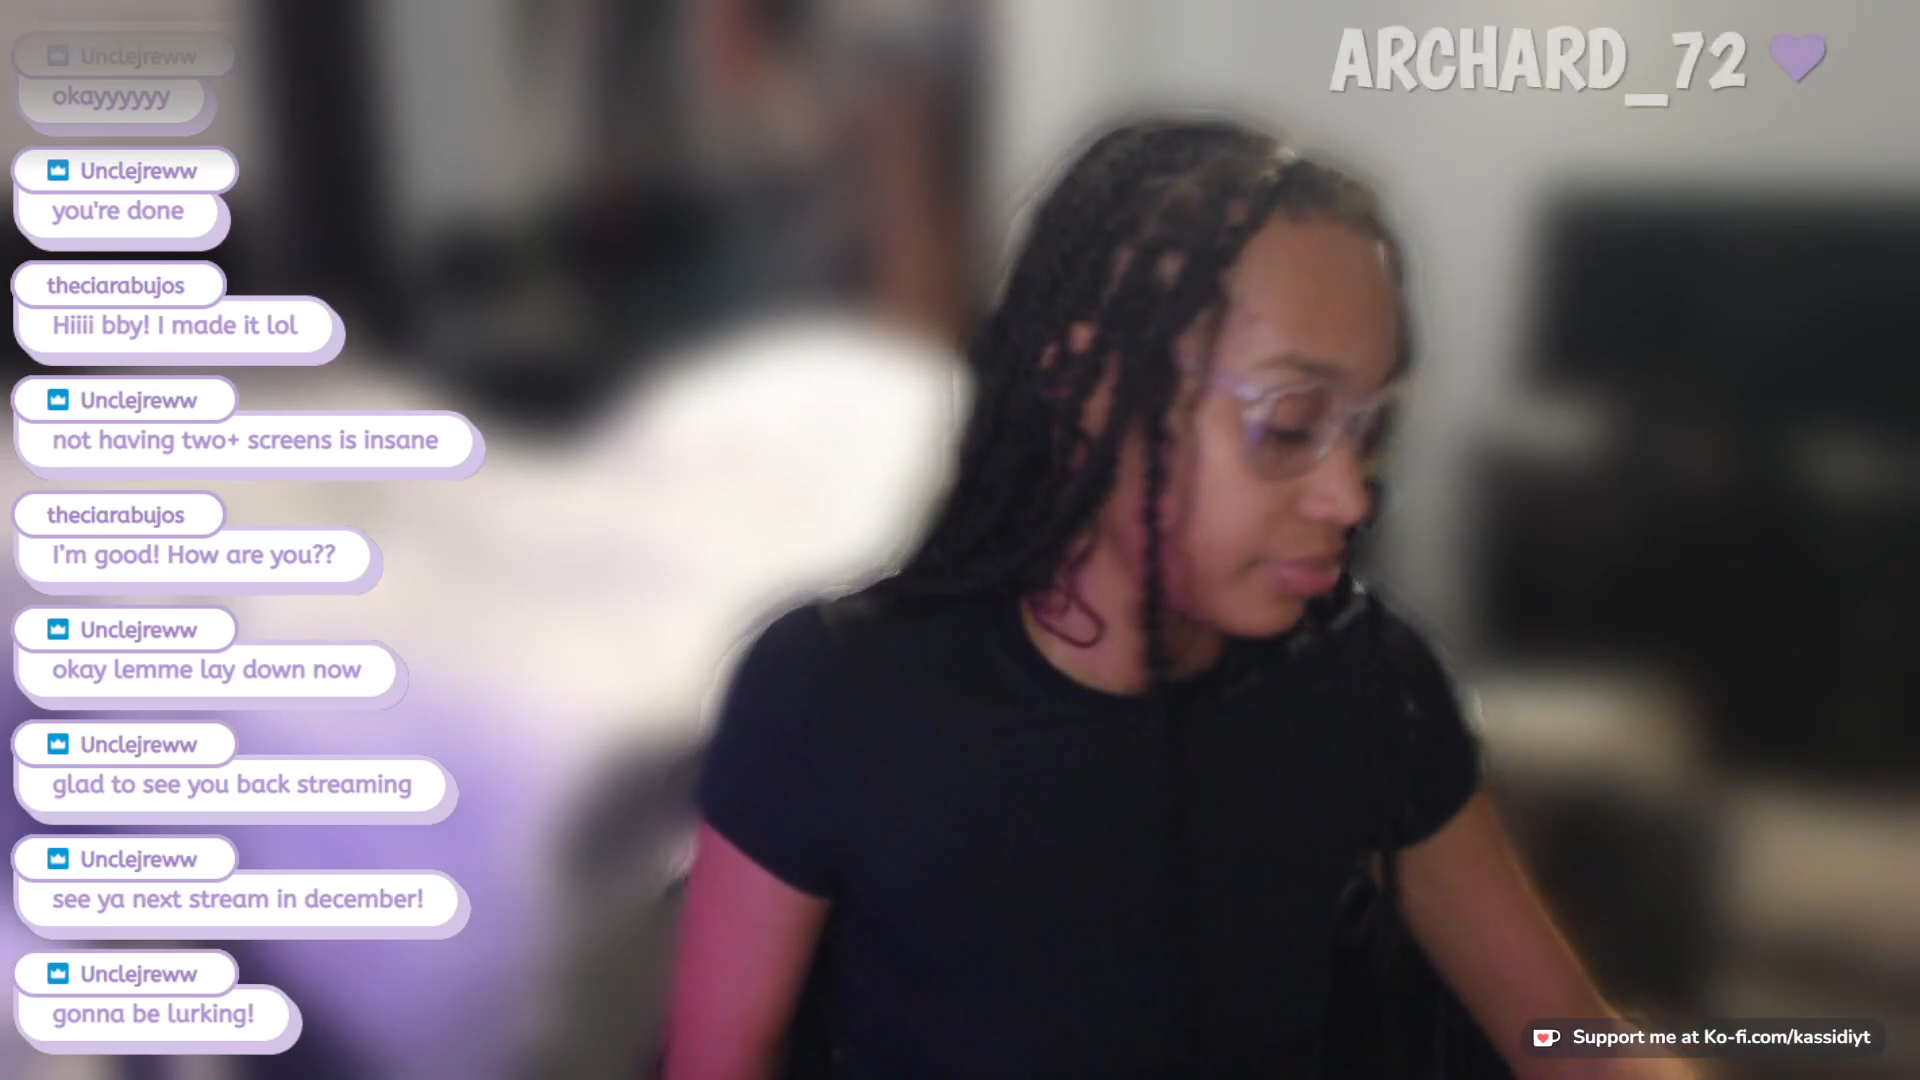 Unclejreww
okayyyyyy
Unclejreww
you're done
theciarabujos
Hiiii bby! I made it lol
Unclejreww
not having two+ screens is insane
theciarabujos
I'm good! How are you??
Unclejreww
okay lemme lay down now
Unclejreww
glad to see you back streaming
Unclejreww
see ya next stream in december!
Unclejreww
gonna be lurking!
ARCHARD_72
Support me at Ko-fi.com/kassidiyt